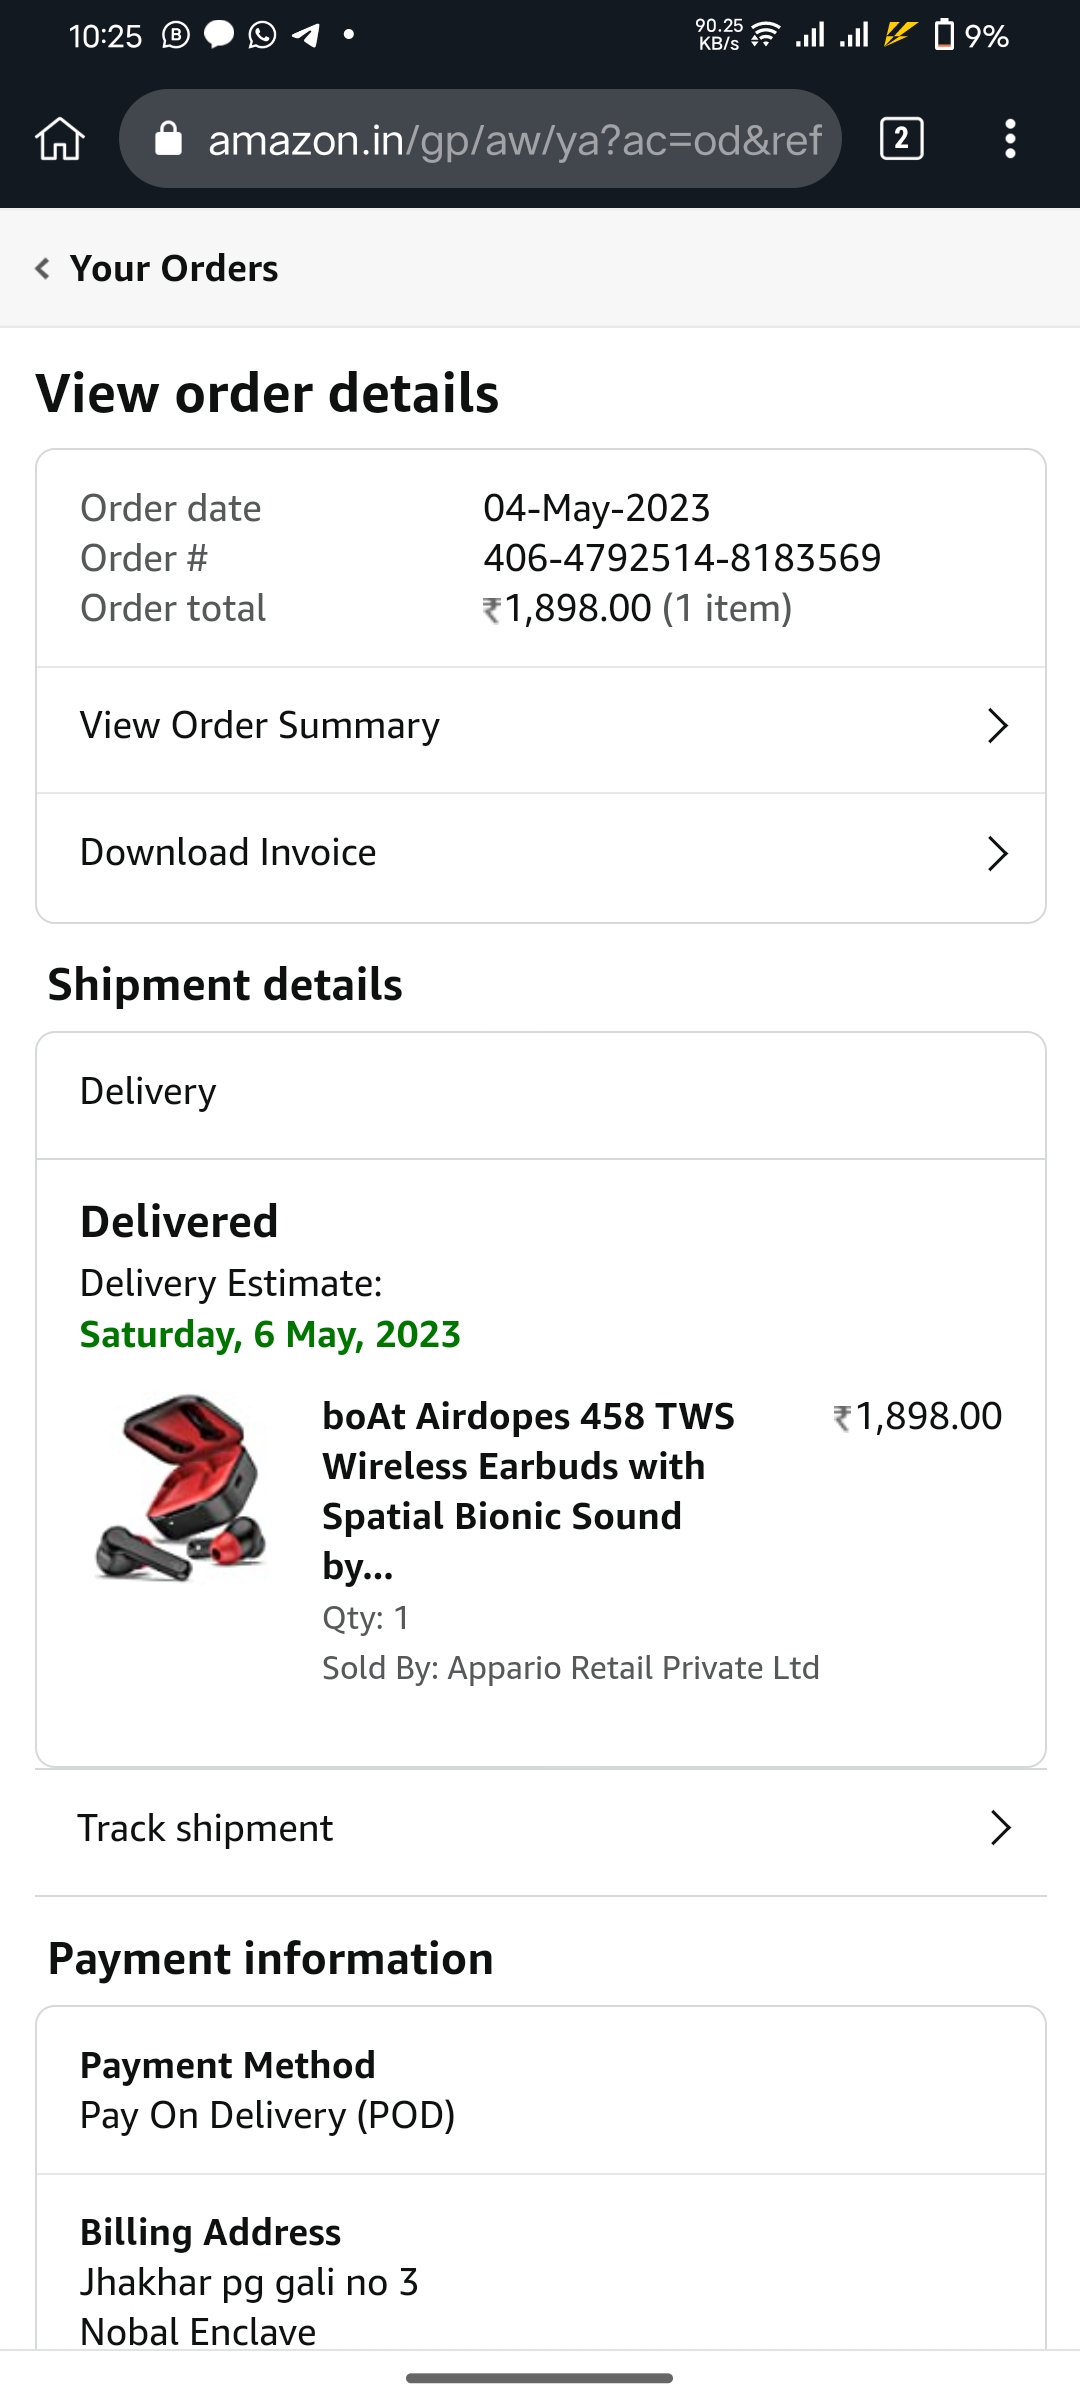 10:25
90.25
KB/s
9%
amazon.in/gp/aw/ya?ac=od&ref
2
Your Orders
View order details
Order date 04-May-2023
Order # 406-4792514-8183569
Order total ₹1,898.00 (1 item)
View Order Summary
Download Invoice
Shipment details
Delivery
Delivered
Delivery Estimate:
Saturday, 6 May, 2023
boAt Airdopes 458 TWS ₹1,898.00
Wireless Earbuds with
Spatial Bionic Sound
by...
Qty: 1
Sold By: Appario Retail Private Ltd
Track shipment
Payment information
Payment Method
Pay On Delivery (POD)
Billing Address
Jhakhar pg gali no 3
Nobal Enclave